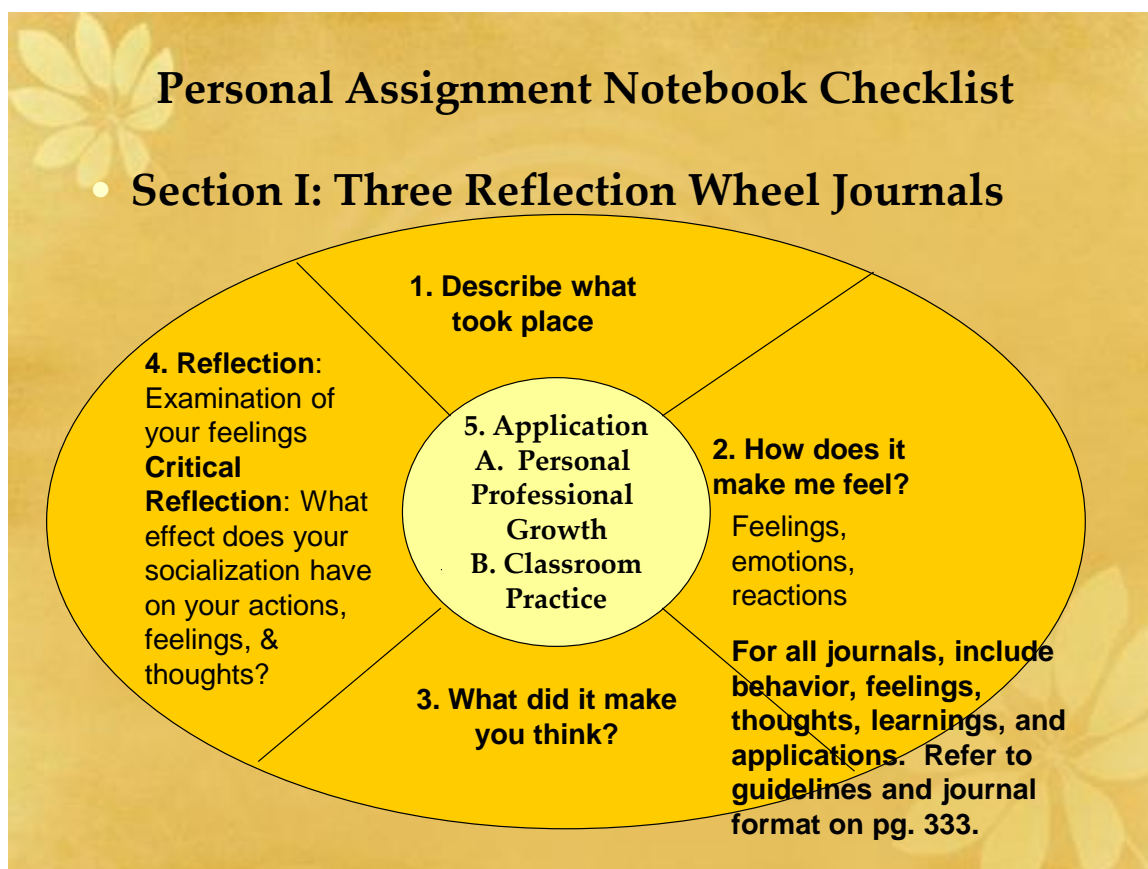 Personal Assignment Notebook Checklist
• Section I: Three Reflection Wheel Journals
1. Describe what
took place
2. How does it
make me feel?
Feelings,
emotions,
reactions
For all journals, include
behavior, feelings,
thoughts, learnings, and
applications. Refer to
guidelines and journal
format on pg. 333.
3. What did it make
you think?
4. Reflection:
Examination of
your feelings
Critical
Reflection: What
effect does your
socialization have
on your actions,
feelings, &
thoughts?
5. Application
A. Personal
Professional
Growth
B. Classroom
Practice